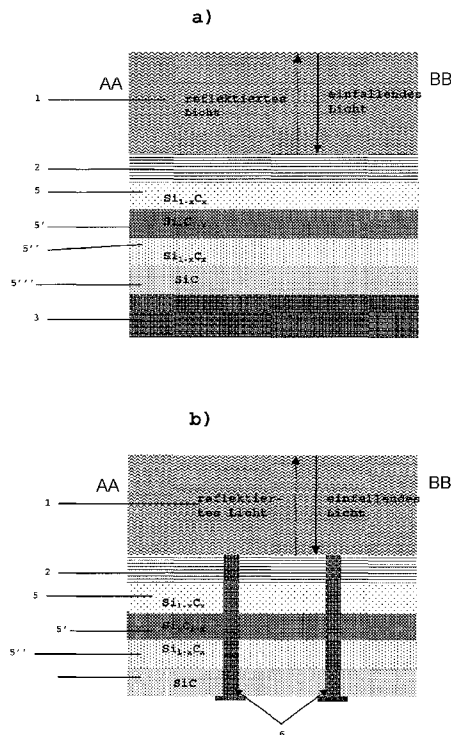 a)
AA
BB
1
reflektiertes
Licht
einfallendes
Licht
2
5
Si1-xCx
5'
5''
Si1-xCx
5'''
SiC
3
b)
AA
BB
1
reflektier-
tes Licht
einfallendes
Licht
2
5
Si1-xCx
5'
5''
Si1-xCx
SiC
6